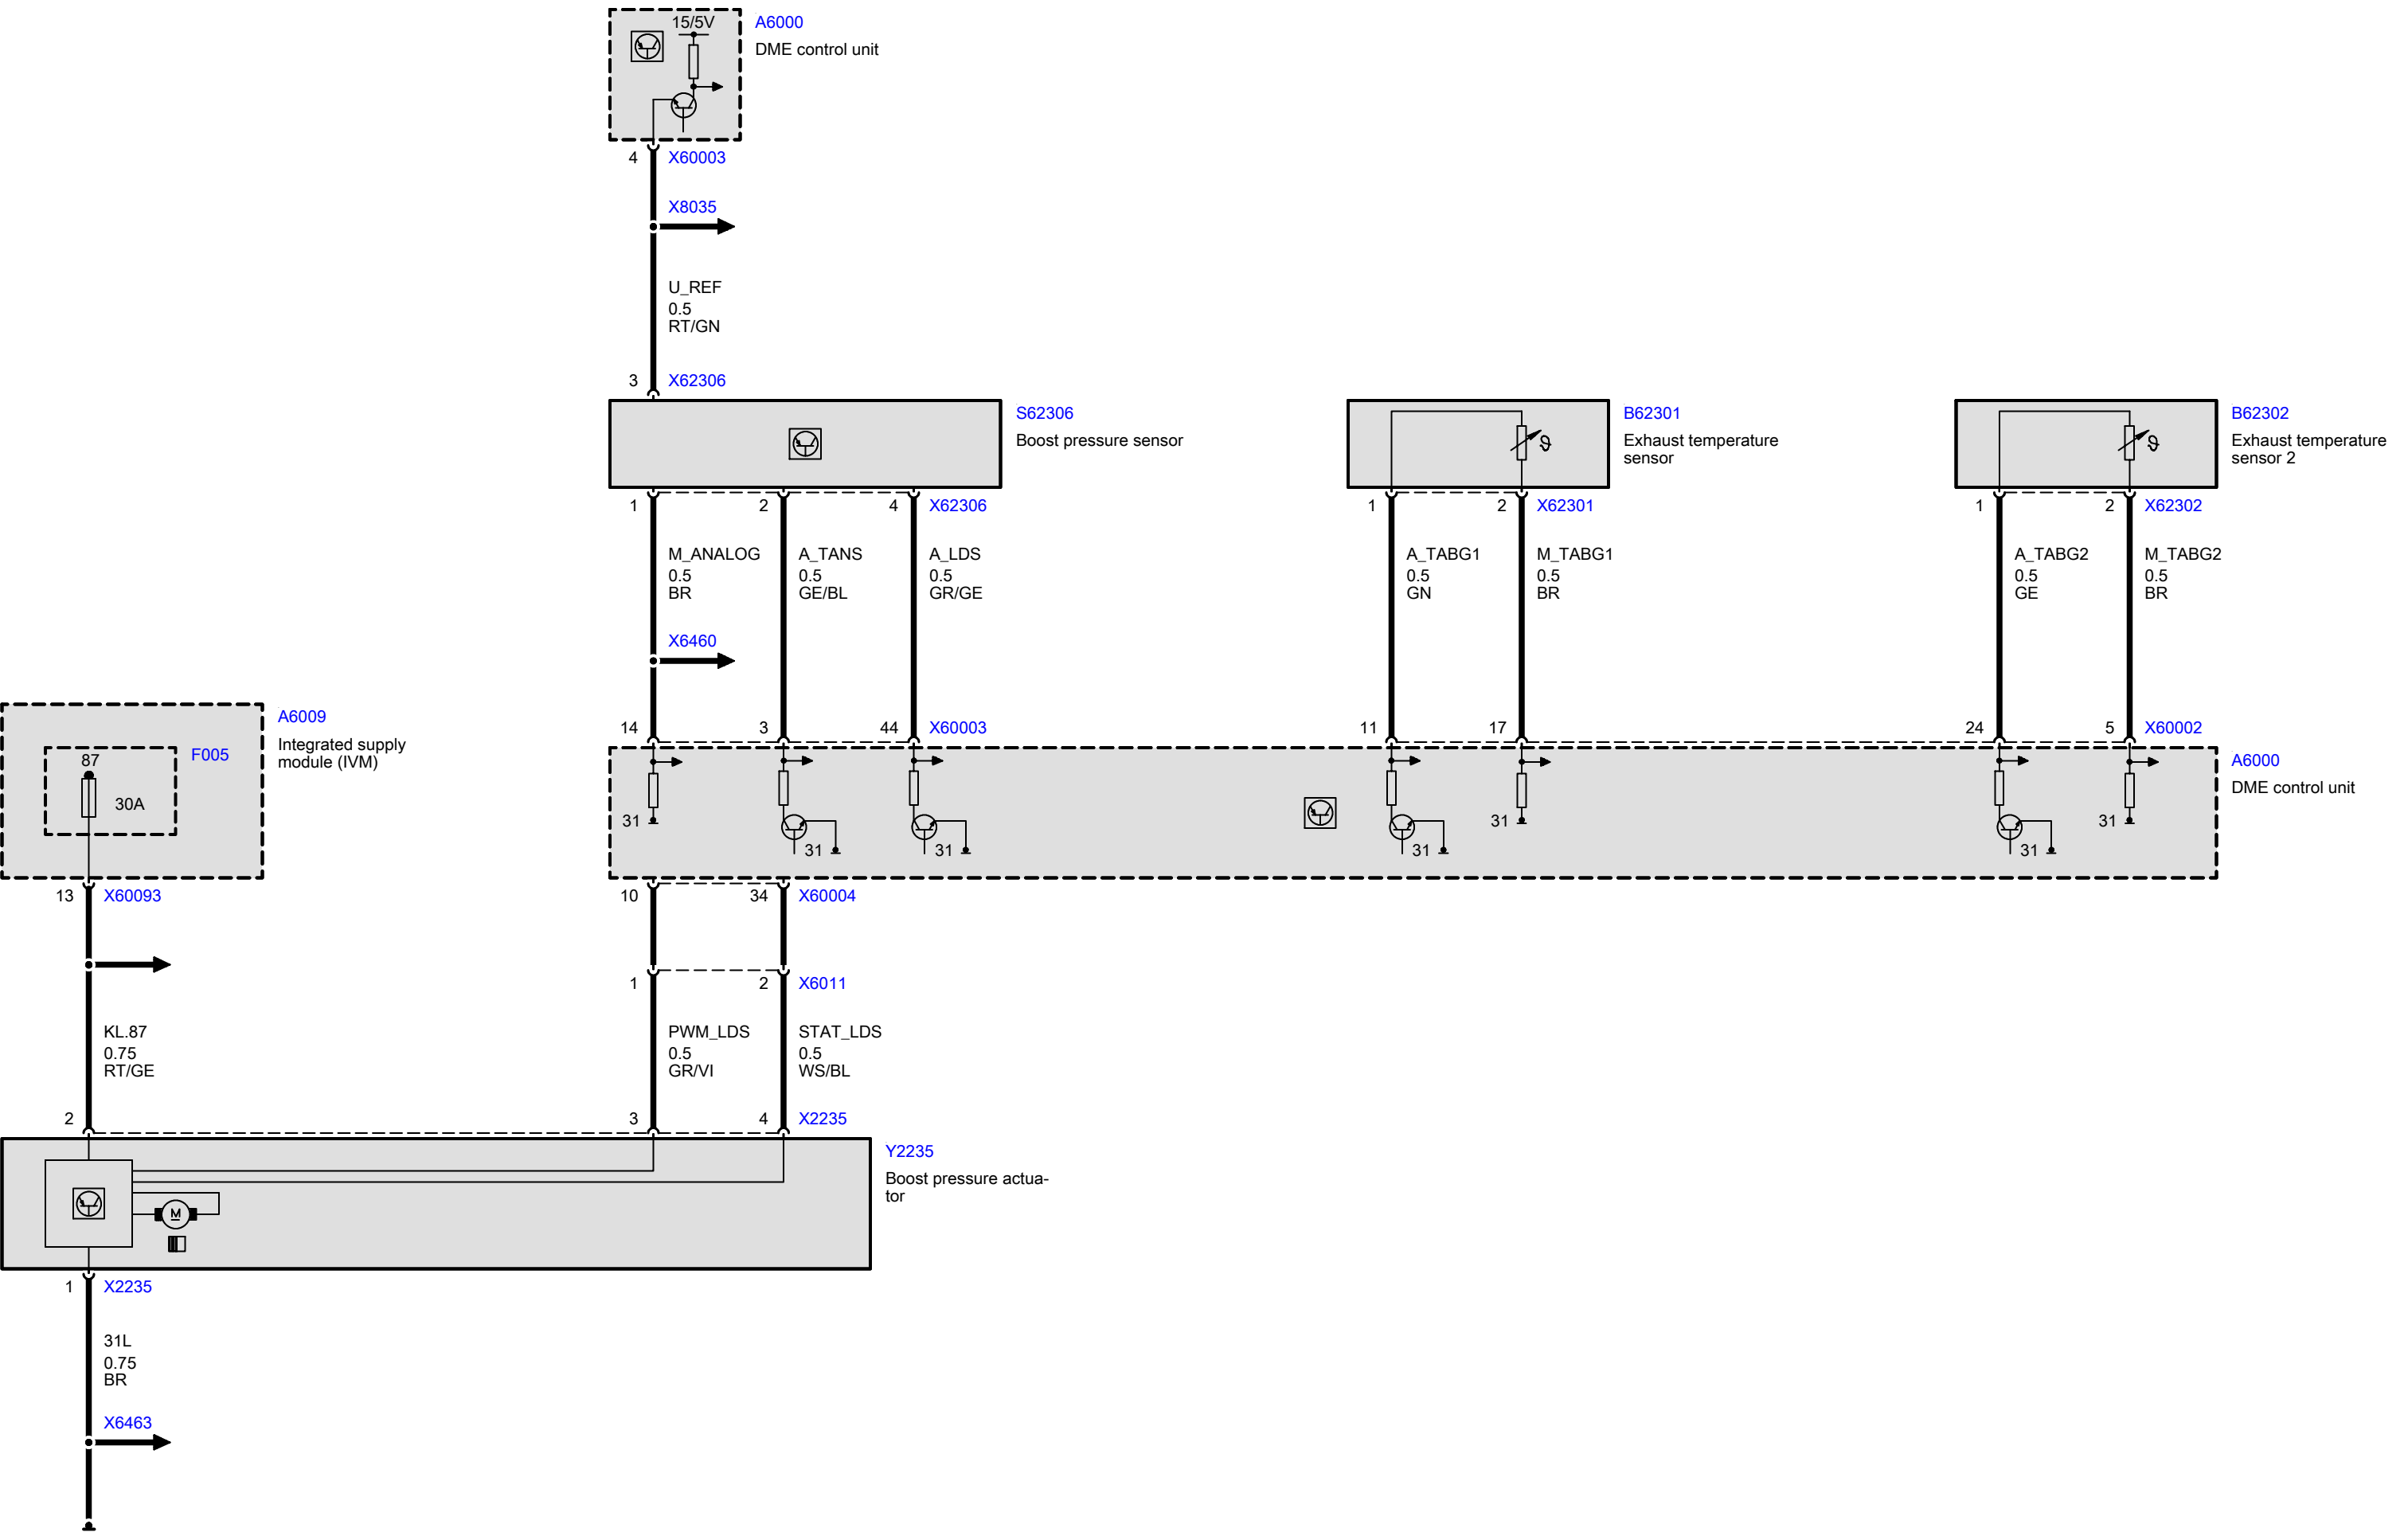 15/5V
A6000
DME control unit
4 X60003
X8035
U_REF
0.5
RT/GN
3 X62306
S62306
Boost pressure sensor
B62301
Exhaust temperature
sensor
ϑ
B62302
Exhaust temperature
sensor 2
ϑ
1 2 4 X62306
1 2 X62301
1 2 X62302
M_ANALOG
0.5
BR
A_TANS
0.5
GE/BL
A_LDS
0.5
GR/GE
A_TABG1
0.5
GN
M_TABG1
0.5
BR
A_TABG2
0.5
GE
M_TABG2
0.5
BR
X6460
14 3 44 X60003
11 17
24 5 X60002
A6009
Integrated supply
module (IVM)
F005
87
30A
A6000
DME control unit
31 31 31 31 31 31 31
13 X60093
10 34 X60004
1 2 X6011
KL.87
0.75
RT/GE
PWM_LDS
0.5
GR/VI
STAT_LDS
0.5
WS/BL
2 3 4 X2235
Y2235
Boost pressure actua-
tor
M
1 X2235
31L
0.75
BR
X6463